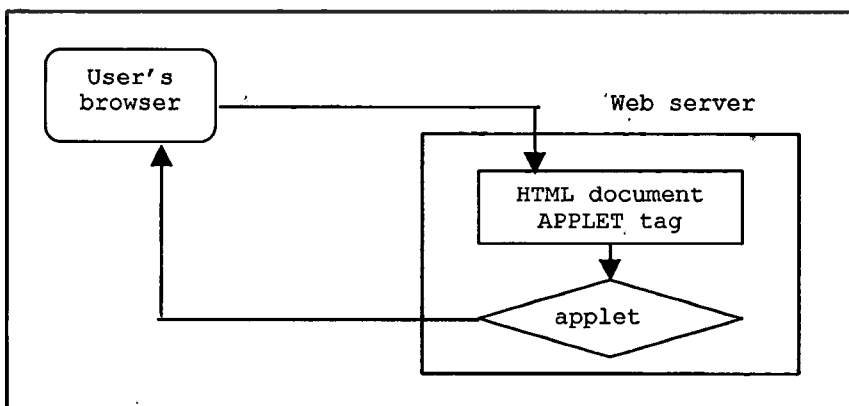 User's
browser
Web server
HTML document
APPLET tag
applet